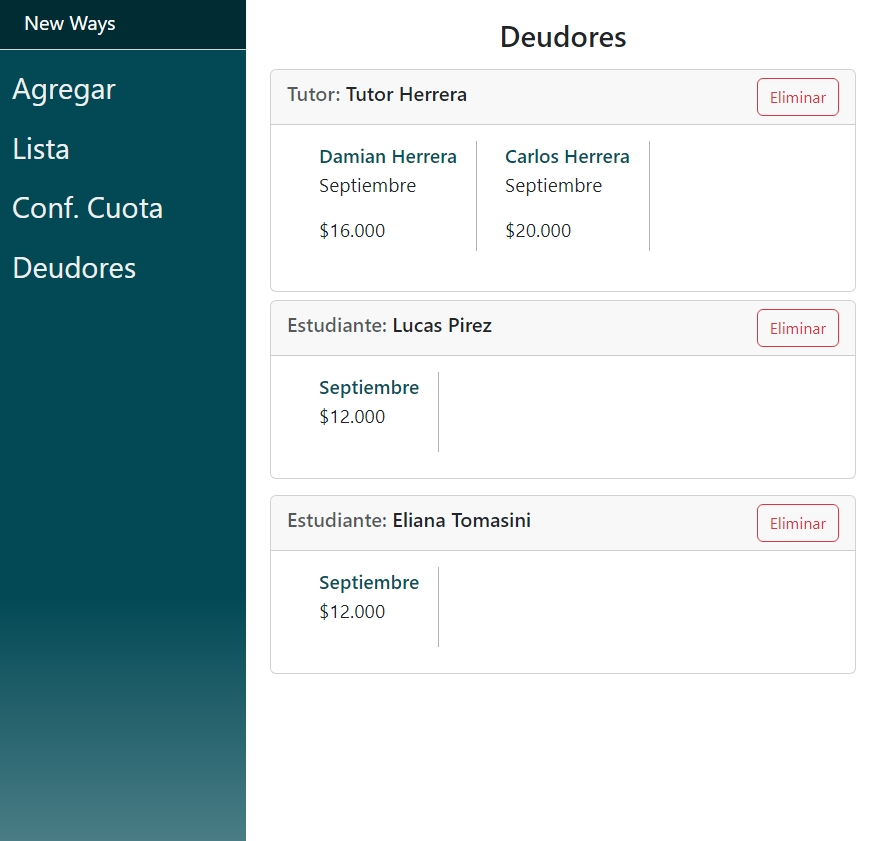 New Ways
Agregar
Lista
Conf. Cuota
Deudores
Deudores
Tutor: Tutor Herrera
Eliminar
Damian Herrera
Septiembre
$16.000
Carlos Herrera
Septiembre
$20.000
Estudiante: Lucas Pirez
Eliminar
Septiembre
$12.000
Estudiante: Eliana Tomasini
Eliminar
Septiembre
$12.000